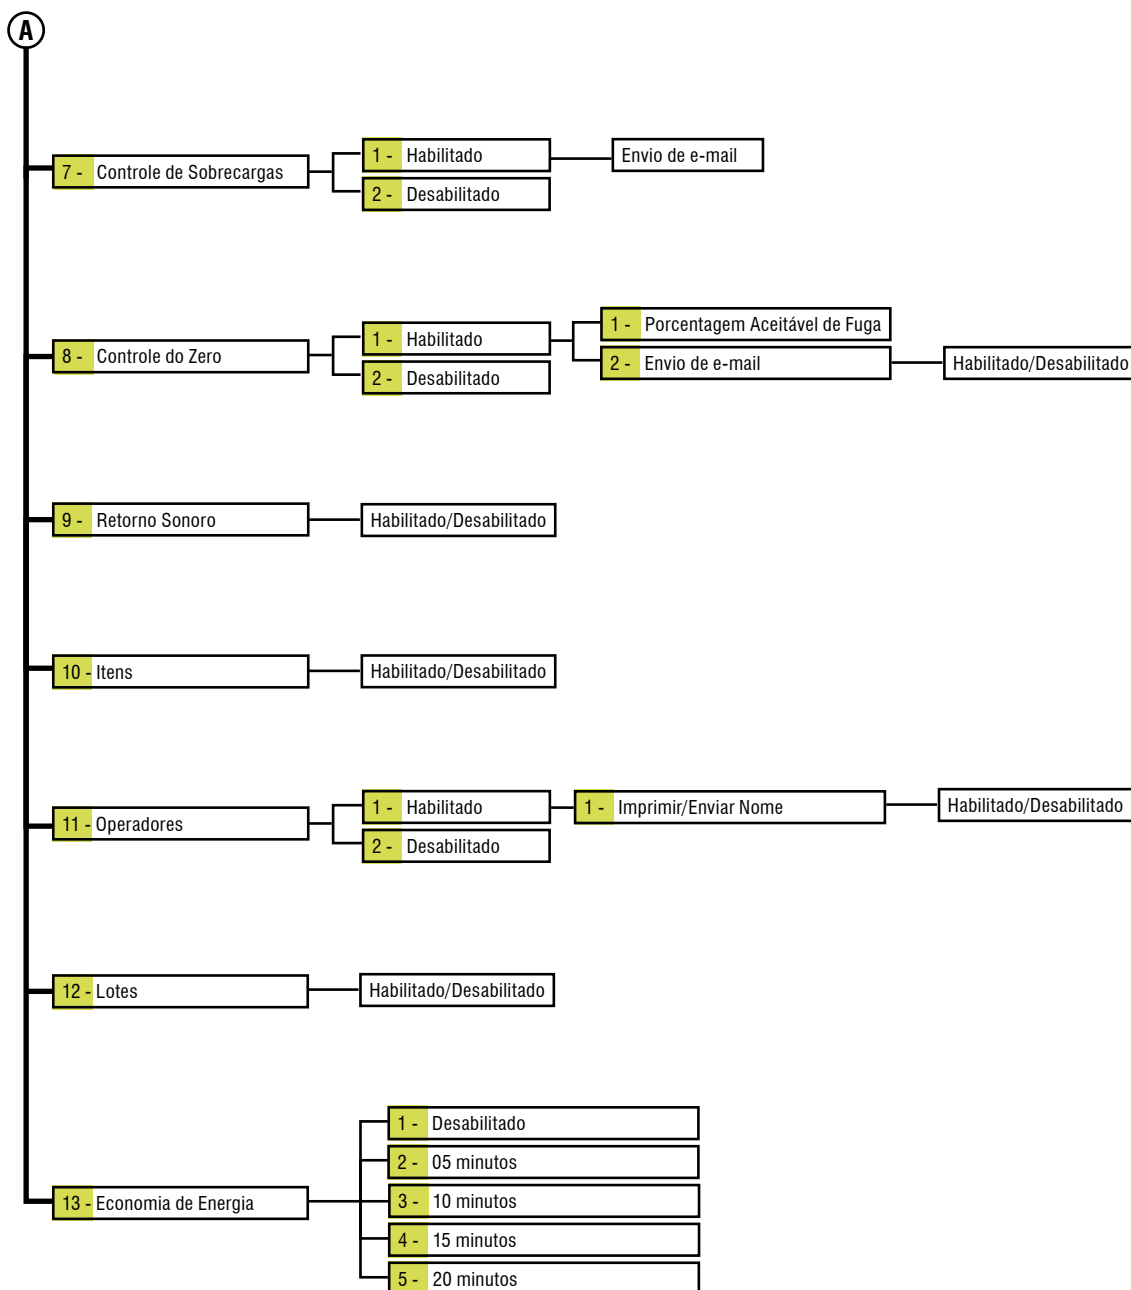 A
7 - Controle de Sobrecargas
1 - Habilitado
Envio de e-mail
2 - Desabilitado
8 - Controle do Zero
1 - Habilitado
1 - Porcentagem Aceitável de Fuga
2 - Envio de e-mail
Habilitado/Desabilitado
2 - Desabilitado
9 - Retorno Sonoro
Habilitado/Desabilitado
10 - Itens
Habilitado/Desabilitado
11 - Operadores
1 - Habilitado
1 - Imprimir/Enviar Nome
Habilitado/Desabilitado
2 - Desabilitado
12 - Lotes
Habilitado/Desabilitado
13 - Economia de Energia
1 - Desabilitado
2 - 05 minutos
3 - 10 minutos
4 - 15 minutos
5 - 20 minutos